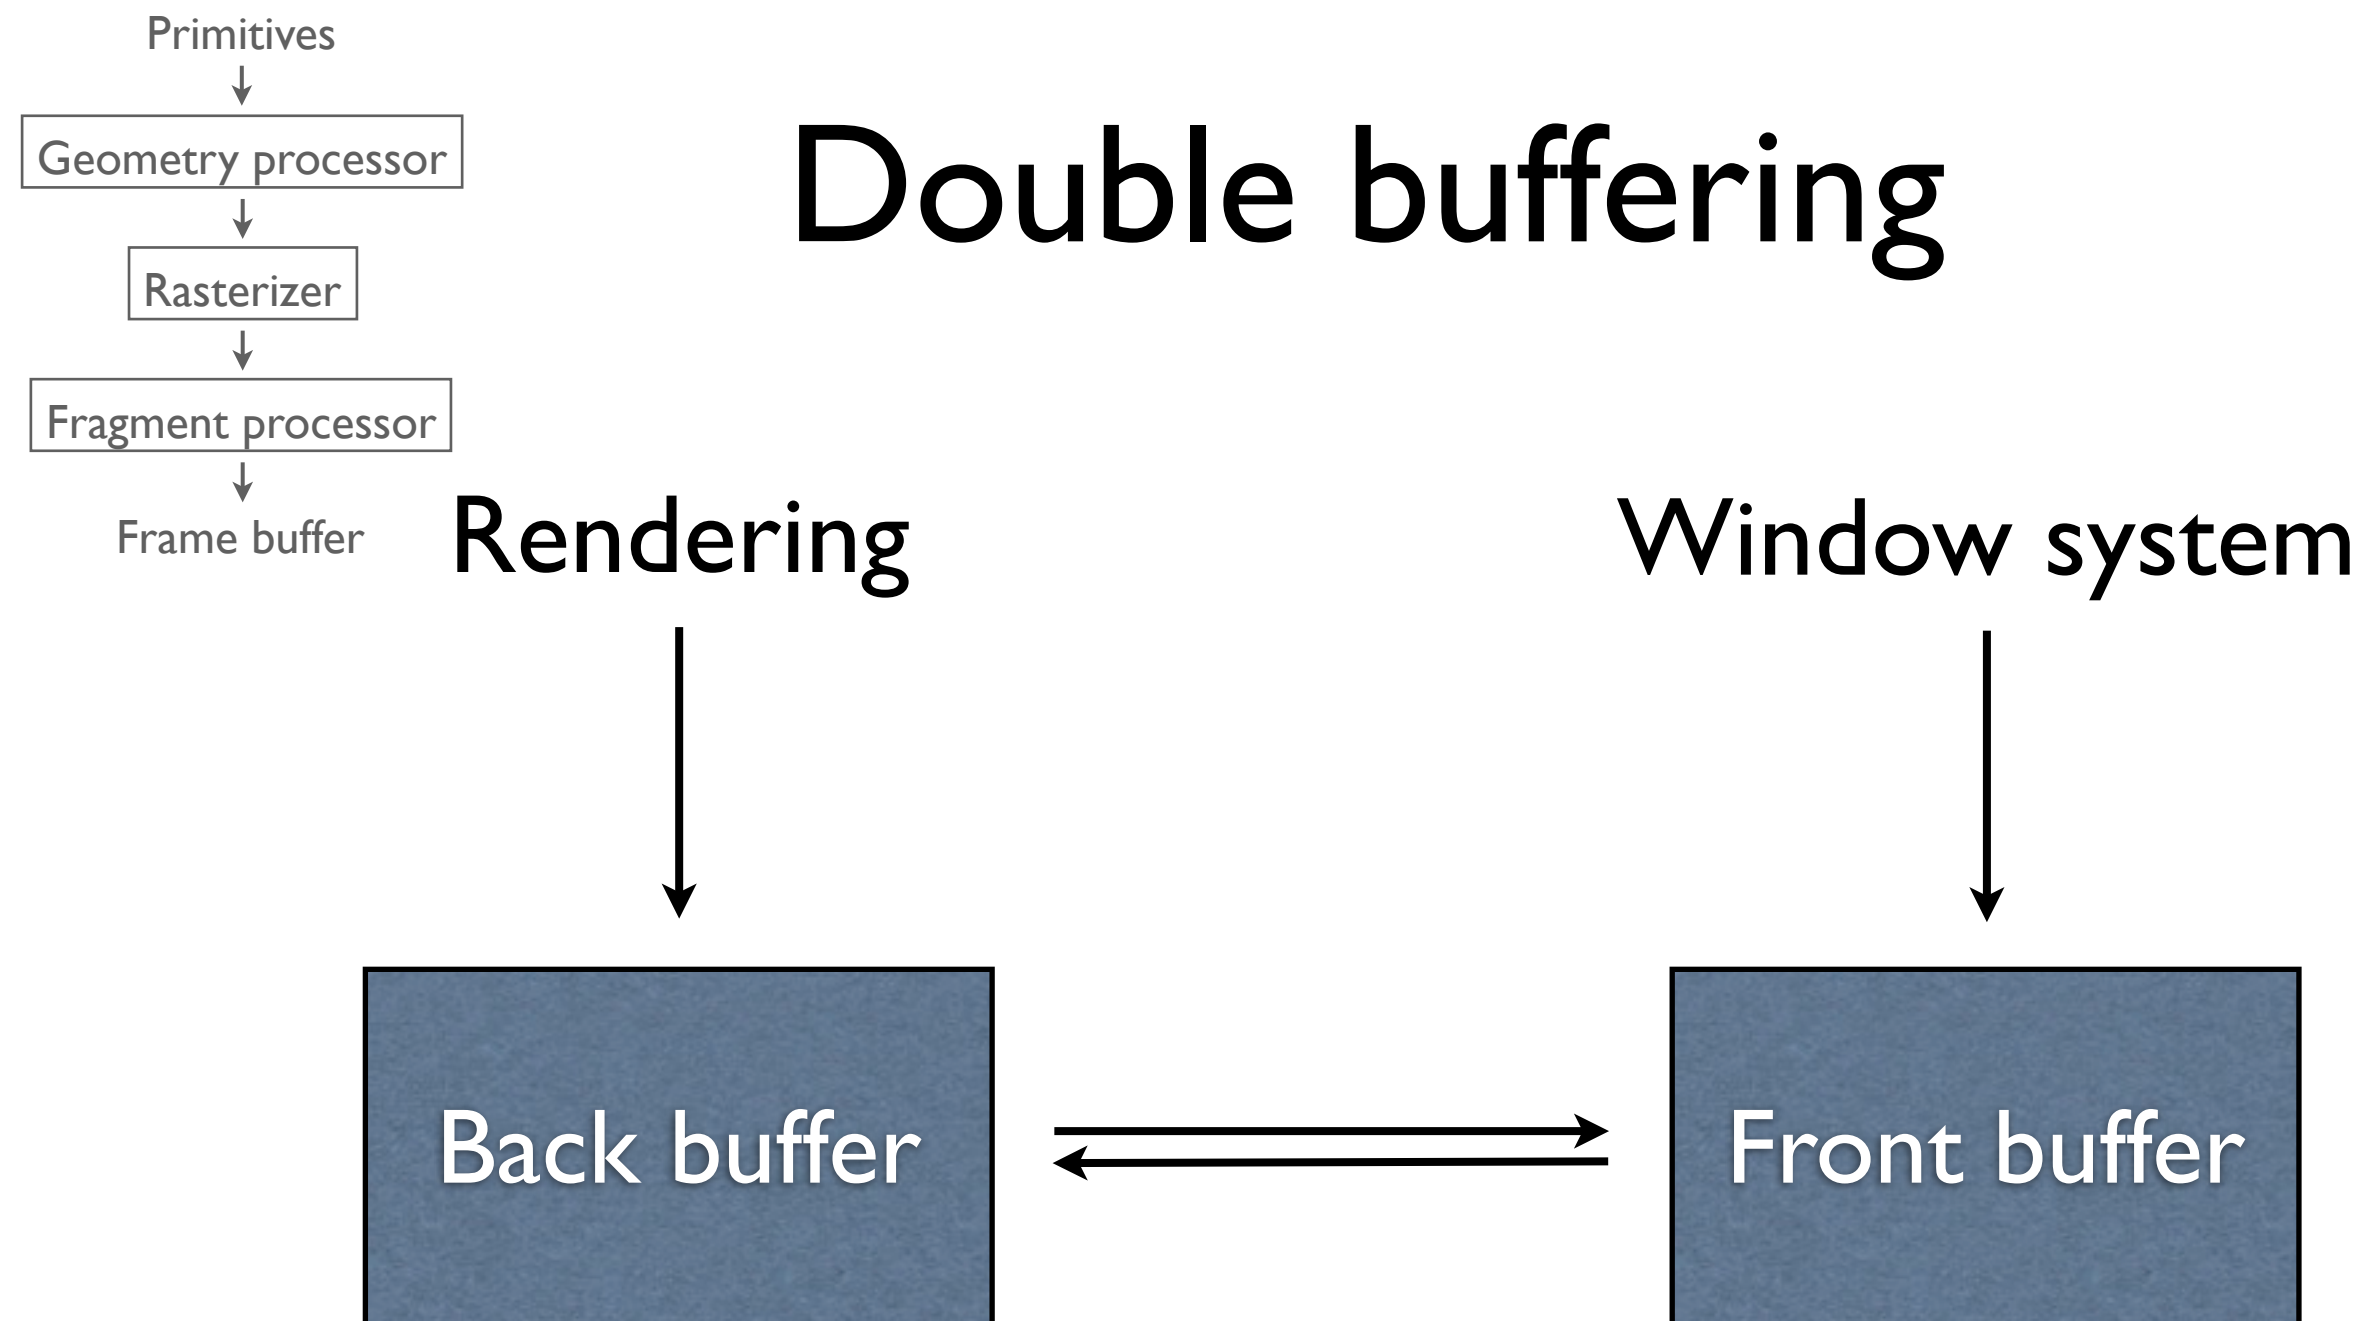 Primitives
Geometry processor
Rasterizer
Fragment processor
Frame buffer
Double buffering
Rendering
Window system
Back buffer
Front buffer